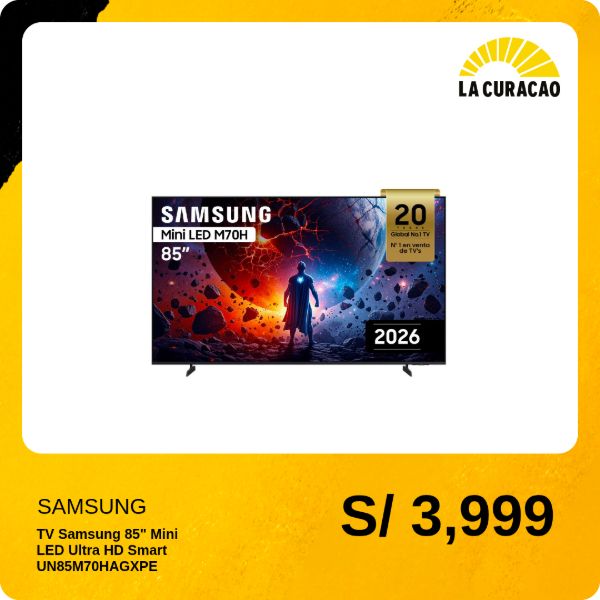 LA CURACAO
SAMSUNG
Mini LED M70H
85”
20
YEARS
Global No.1 TV
N° 1 en venta
de TV's
2026
SAMSUNG
TV Samsung 85" Mini
LED Ultra HD Smart
UN85M70HAGXPE
S/ 3,999